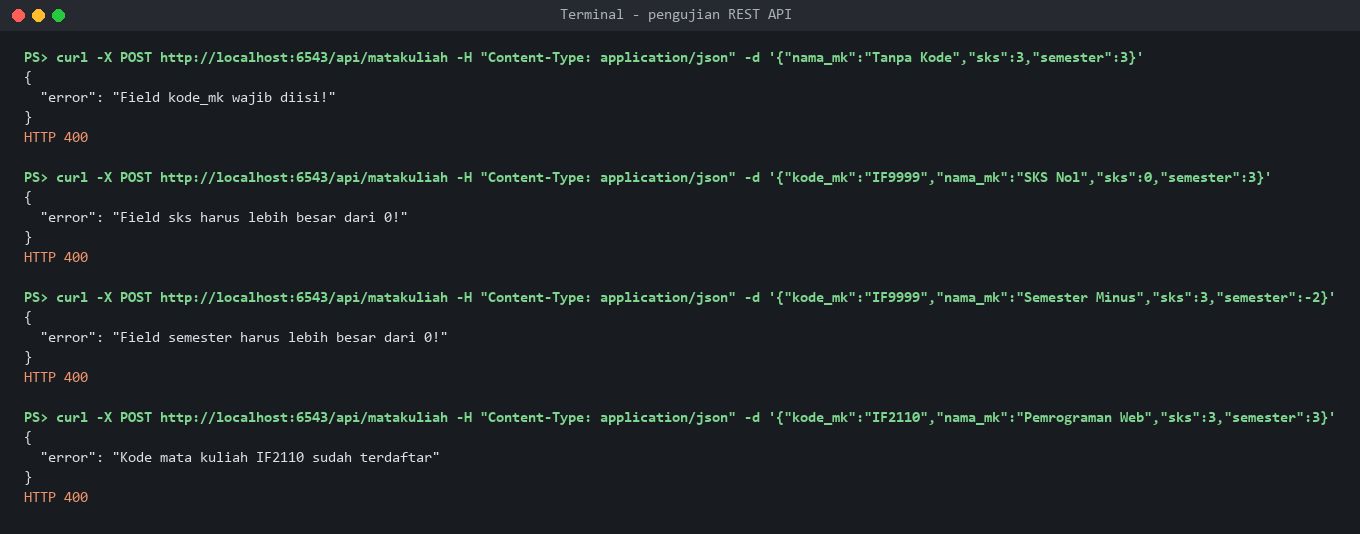 Terminal - pengujian REST API
PS> curl -X POST http://localhost:6543/api/matakuliah -H "Content-Type: application/json" -d '{"nama_mk":"Tanpa Kode","sks":3,"semester":3}'
{
  "error": "Field kode_mk wajib diisi!"
}
HTTP 400
PS> curl -X POST http://localhost:6543/api/matakuliah -H "Content-Type: application/json" -d '{"kode_mk":"IF9999","nama_mk":"SKS Nol","sks":0,"semester":3}'
{
  "error": "Field sks harus lebih besar dari 0!"
}
HTTP 400
PS> curl -X POST http://localhost:6543/api/matakuliah -H "Content-Type: application/json" -d '{"kode_mk":"IF9999","nama_mk":"Semester Minus","sks":3,"semester":-2}'
{
  "error": "Field semester harus lebih besar dari 0!"
}
HTTP 400
PS> curl -X POST http://localhost:6543/api/matakuliah -H "Content-Type: application/json" -d '{"kode_mk":"IF2110","nama_mk":"Pemrograman Web","sks":3,"semester":3}'
{
  "error": "Kode mata kuliah IF2110 sudah terdaftar"
}
HTTP 400